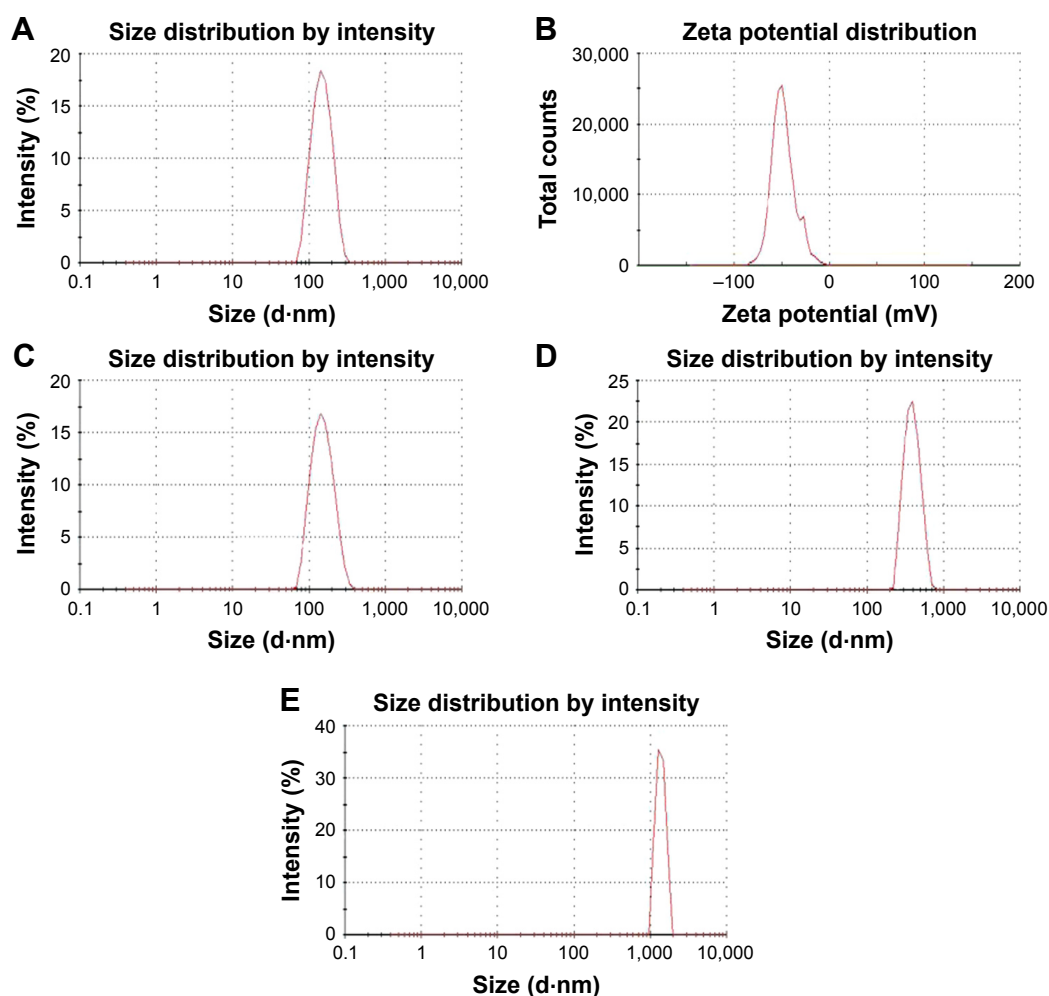 A
Size distribution by intensity
20
15
10
5
0
Intensity (%)
0.1 1 10 100 1,000 10,000
Size (d·nm)
B
Zeta potential distribution
30,000
20,000
10,000
0
Total counts
–100 0 100 200
Zeta potential (mV)
C
Size distribution by intensity
20
15
10
5
0
Intensity (%)
0.1 1 10 100 1,000 10,000
Size (d·nm)
D
Size distribution by intensity
25
20
15
10
5
0
Intensity (%)
0.1 1 10 100 1,000 10,000
Size (d·nm)
E
Size distribution by intensity
40
30
20
10
0
Intensity (%)
0.1 1 10 100 1,000 10,000
Size (d·nm)